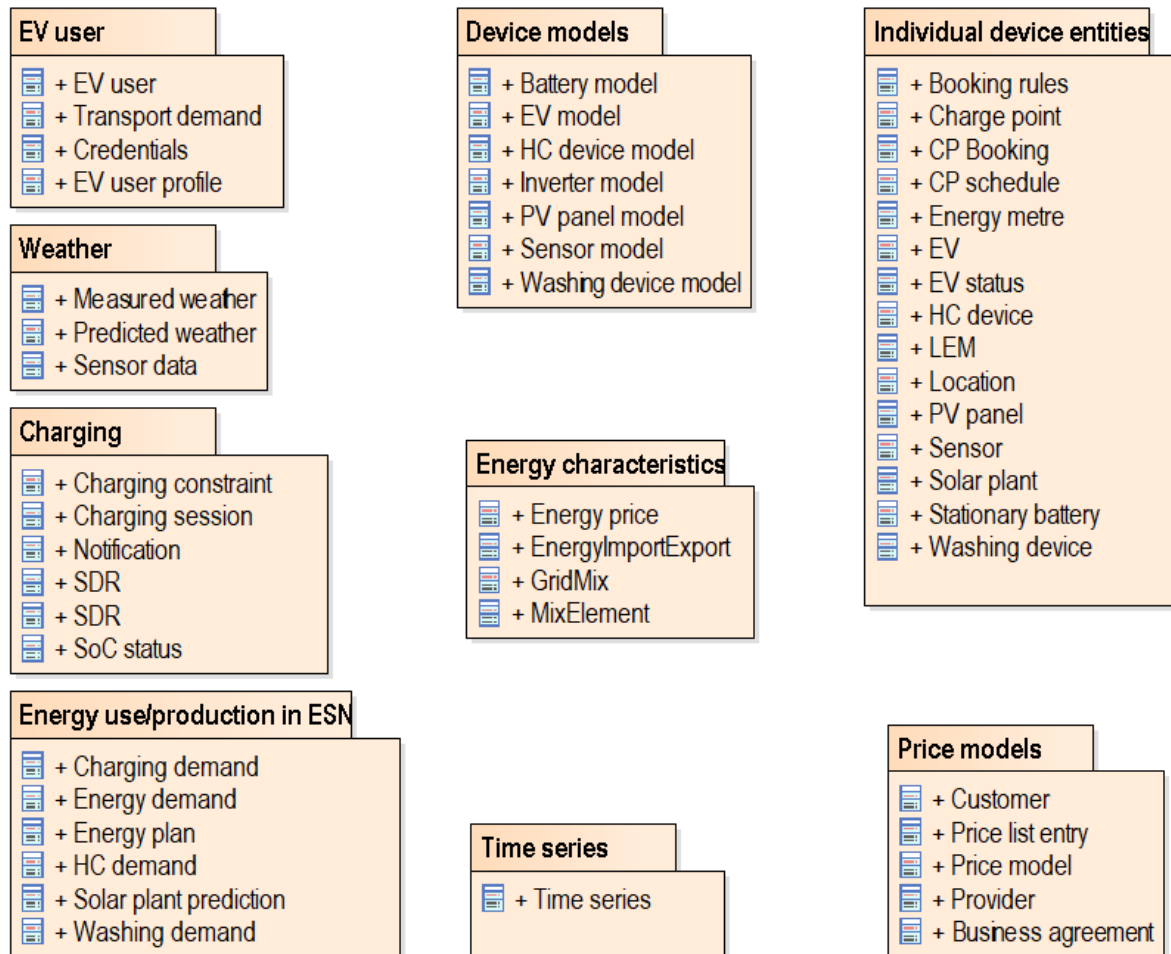 EV user
+ EV user
+ Transport demand
+ Credentials
+ EV user profile
Weather
+ Measured weather
+ Predicted weather
+ Sensor data
Charging
+ Charging constraint
+ Charging session
+ Notification
+ SDR
+ SDR
+ SoC status
Energy use/production in ESN
+ Charging demand
+ Energy demand
+ Energy plan
+ HC demand
+ Solar plant prediction
+ Washing demand
Device models
+ Battery model
+ EV model
+ HC device model
+ Inverter model
+ PV panel model
+ Sensor model
+ Washing device model
Energy characteristics
+ Energy price
+ EnergyImportExport
+ GridMix
+ MixElement
Time series
+ Time series
Individual device entities
+ Booking rules
+ Charge point
+ CP Booking
+ CP schedule
+ Energy metre
+ EV
+ EV status
+ HC device
+ LEM
+ Location
+ PV panel
+ Sensor
+ Solar plant
+ Stationary battery
+ Washing device
Price models
+ Customer
+ Price list entry
+ Price model
+ Provider
+ Business agreement